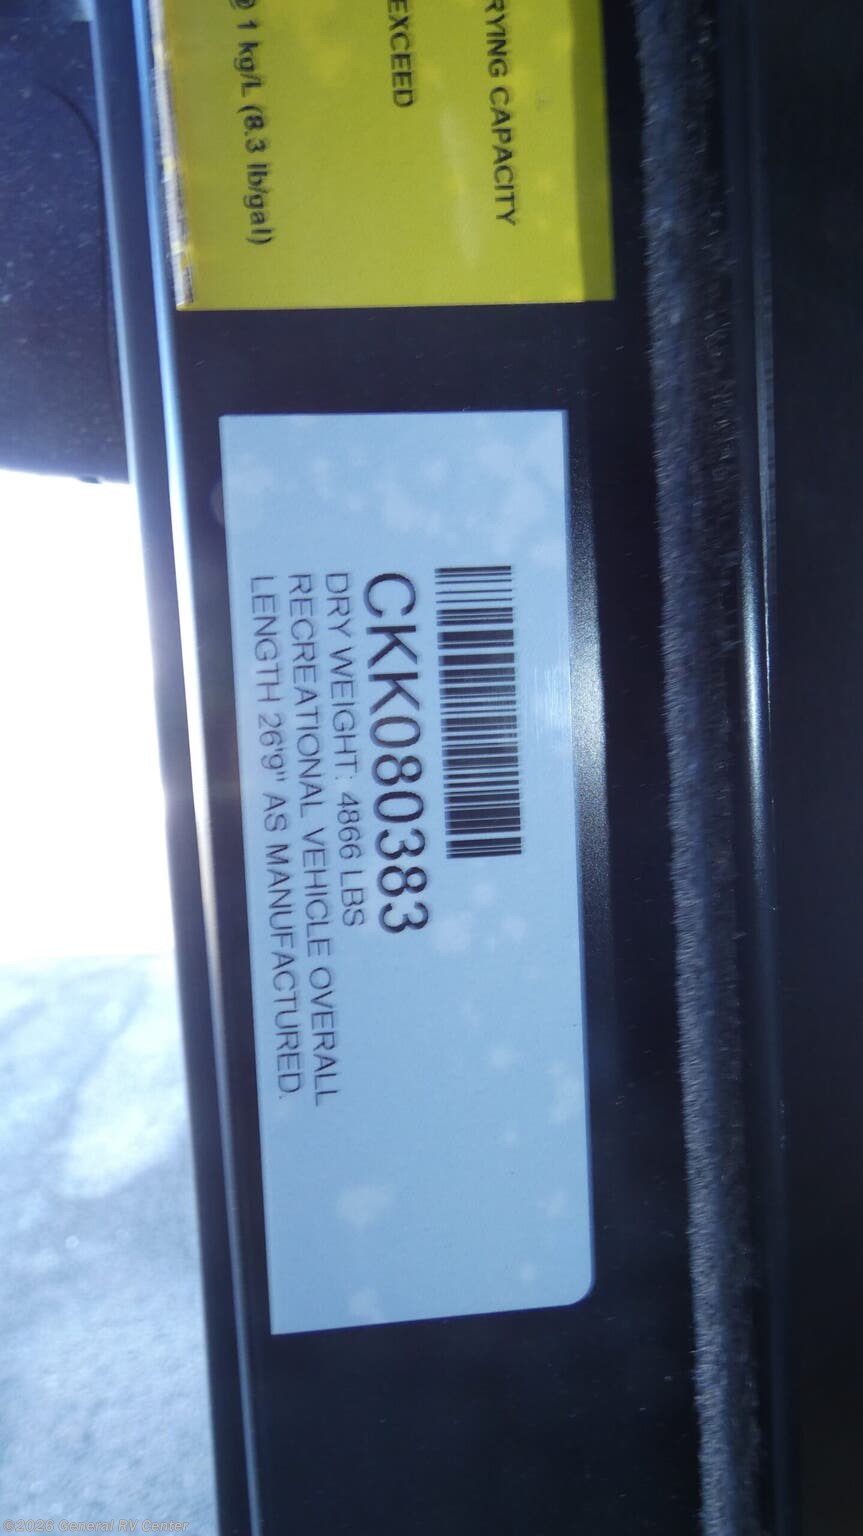 RYING CAPACITY
EXCEED
@ 1 kg/L (8.3 lb/gal)
CKK080383
DRY WEIGHT: 4866 LBS
RECREATIONAL VEHICLE OVERALL
LENGTH 26'9" AS MANUFACTURED.
©2026 General RV Center